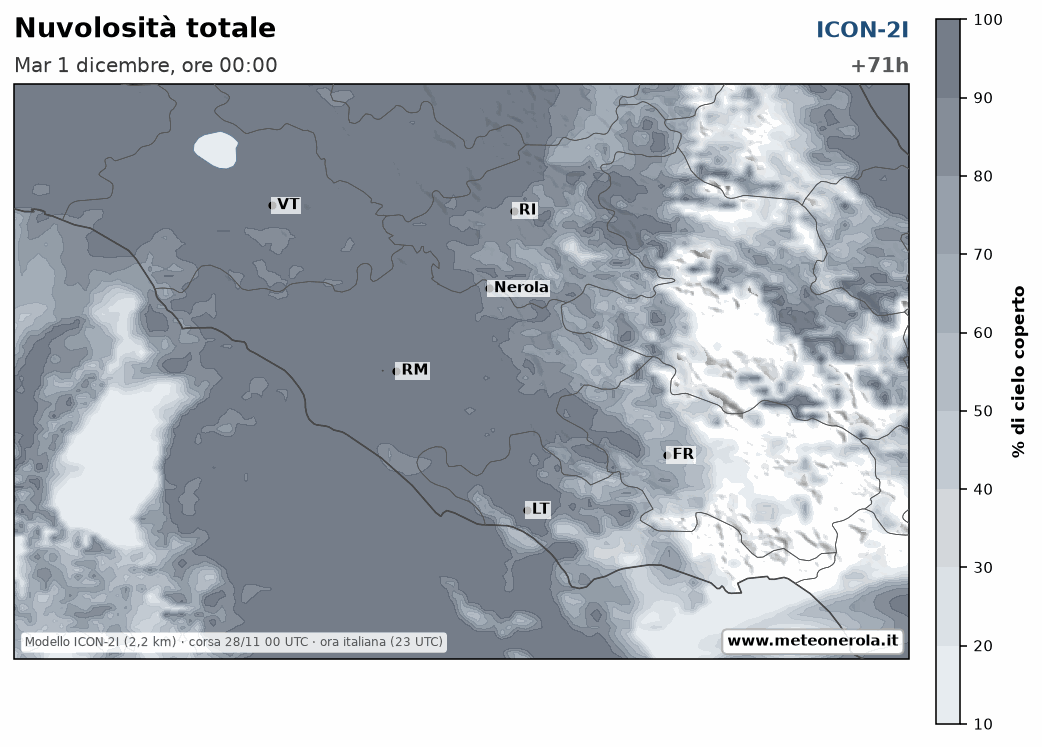 Nuvolosità totale
ICON-2I
Mar 1 dicembre, ore 00:00
+71h
VT
RI
Nerola
RM
FR
LT
Modello ICON-2I (2,2 km) · corsa 28/11 00 UTC · ora italiana (23 UTC)
www.meteonerola.it
100
90
80
70
60
50
40
30
20
10
% di cielo coperto